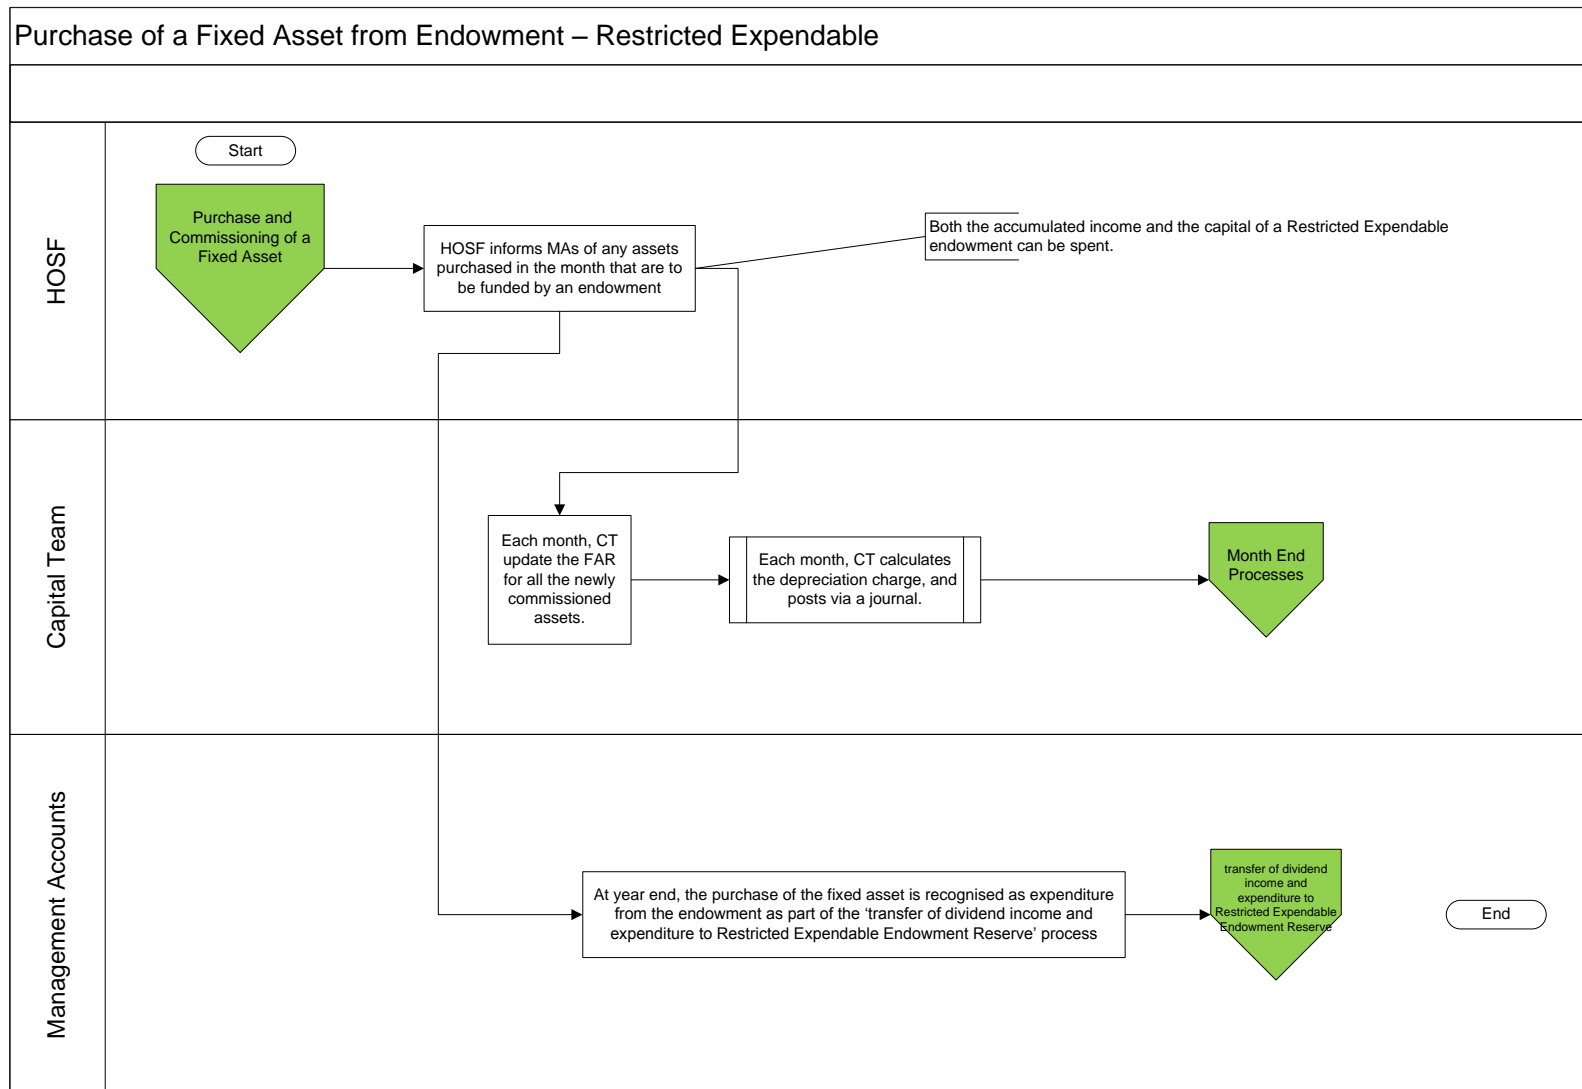 Purchase of a Fixed Asset from Endowment – Restricted Expendable
HOSF
Start
Purchase and
Commissioning of a
Fixed Asset
HOSF informs MAs of any assets
purchased in the month that are to
be funded by an endowment
Both the accumulated income and the capital of a Restricted Expendable
endowment can be spent.
Capital Team
Each month, CT
update the FAR
for all the newly
commissioned
assets.
Each month, CT calculates
the depreciation charge, and
posts via a journal.
Month End
Processes
Management Accounts
At year end, the purchase of the fixed asset is recognised as expenditure
from the endowment as part of the ‘transfer of dividend income and
expenditure to Restricted Expendable Endowment Reserve’ process
transfer of dividend
income and
expenditure to
Restricted Expendable
Endowment Reserve
End